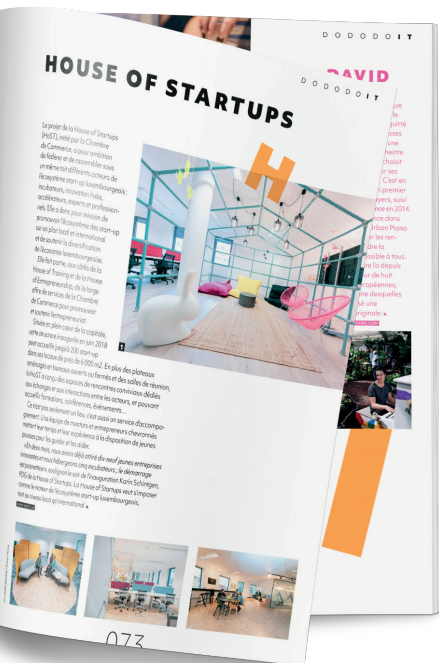 DODODOIT
HOUSE OF STARTUPS
H
Le projet de la House of Startups
(HoST), initié par la Chambre
de Commerce, a pour ambition
de fédérer et de rassembler sous
un même toit différents acteurs de
l'écosystème start-up luxembourgeois:
incubateurs, innovation hubs,
accélérateurs, experts et profession-
nels. Elle a donc pour mission de
promouvoir l'écosystème des start-up
sur un plan local et international
et de soutenir la diversification
de l'économie luxembourgeoise.
Elle fait partie, aux côtés de la
House of Training et de la House
of Entrepreneurship, de la large
offre de services de la Chambre
de Commerce pour promouvoir
et soutenir l'entrepreneuriat.
Située en plein cœur de la capitale,
cette structure inaugurée en juin 2018
peut accueillir jusqu'à 200 start-up
dans ses locaux de près de 6 000 m2. En plus des plateaux
aménagés en bureaux ouverts ou fermés et des salles de réunion,
la HoST a conçu des espaces de rencontres conviviaux dédiés
aux échanges et aux interactions entre les acteurs, et pouvant
accueillir formations, conférences, événements...
Ce n'est pas seulement un lieu, c'est aussi un service d'accompa-
gnement. Une équipe de mentors et entrepreneurs chevronnés
mettent leur temps et leur expérience à la disposition de jeunes
pousses pour les guider et les aider.
«En deux mois, nous avons déjà attiré dix-neuf jeunes entreprises
innovantes et nous hébergeons cinq incubateurs; le démarrage
est prometteur», soulignait le soir de l'inauguration Karin Schintgen,
PDG de la House of Startups. La House of Startups veut s'imposer
comme le moteur de l'écosystème start-up luxembourgeois,
tant au niveau local qu'international.
1
073
DODODOIT
DAVID